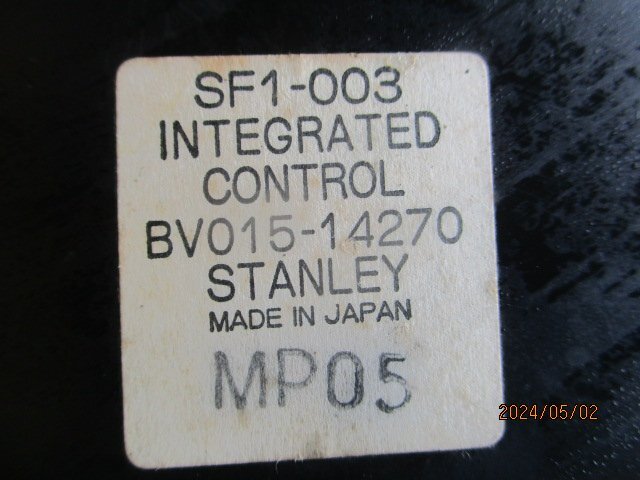 SF1-003
INTEGRATED
CONTROL
BV015-14270
STANLEY
MADE IN JAPAN
MP05
2024/05/02